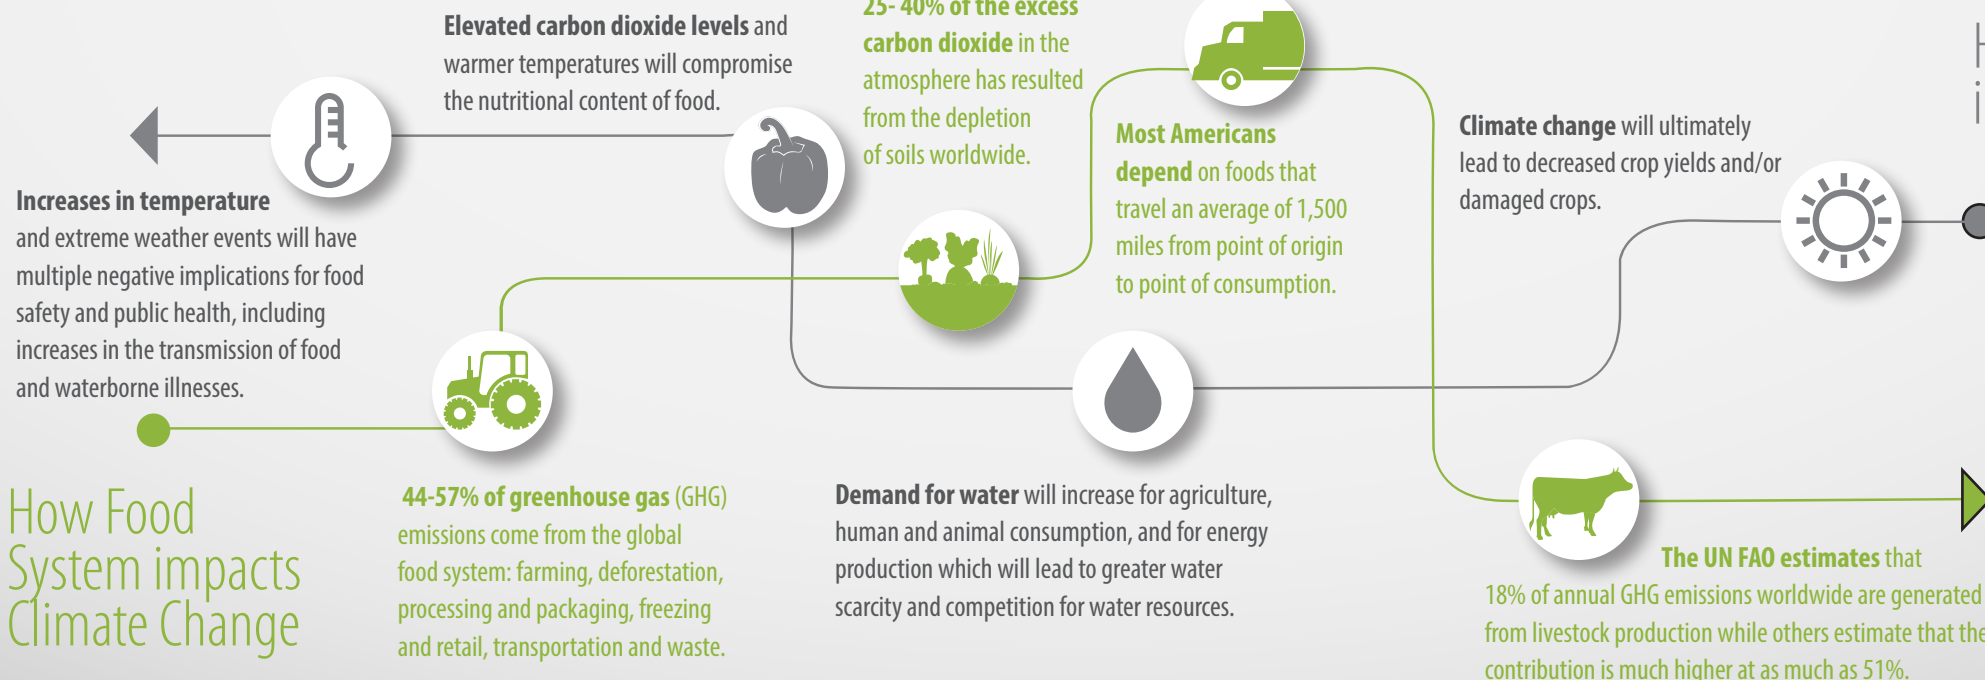 Elevated carbon dioxide levels and
warmer temperatures will compromise
the nutritional content of food.
25- 40% of the excess
carbon dioxide in the
atmosphere has resulted
from the depletion
of soils worldwide.
Most Americans
depend on foods that
travel an average of 1,500
miles from point of origin
to point of consumption.
Climate change will ultimately
lead to decreased crop yields and/or
damaged crops.
Increases in temperature
and extreme weather events will have
multiple negative implications for food
safety and public health, including
increases in the transmission of food
and waterborne illnesses.
How Food
System impacts
Climate Change
44-57% of greenhouse gas (GHG)
emissions come from the global
food system: farming, deforestation,
processing and packaging, freezing
and retail, transportation and waste.
Demand for water will increase for agriculture,
human and animal consumption, and for energy
production which will lead to greater water
scarcity and competition for water resources.
The UN FAO estimates that
18% of annual GHG emissions worldwide are generated
from livestock production while others estimate that the
contribution is much higher at as much as 51%.